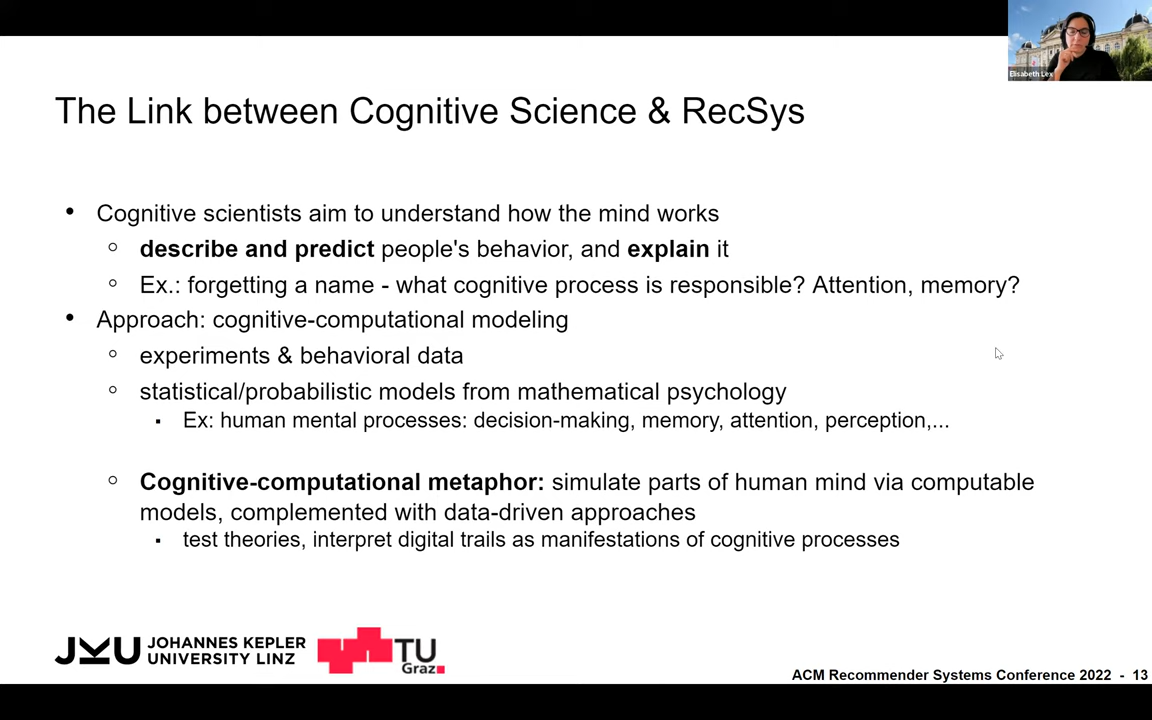 Elisabeth Lex
The Link between Cognitive Science & RecSys
• Cognitive scientists aim to understand how the mind works
○ describe and predict people's behavior, and explain it
○ Ex.: forgetting a name - what cognitive process is responsible? Attention, memory?
• Approach: cognitive-computational modeling
○ experiments & behavioral data
○ statistical/probabilistic models from mathematical psychology
▪ Ex: human mental processes: decision-making, memory, attention, perception,...
○ Cognitive-computational metaphor: simulate parts of human mind via computable
models, complemented with data-driven approaches
▪ test theories, interpret digital trails as manifestations of cognitive processes
JKU JOHANNES KEPLER
UNIVERSITY LINZ
TU
Graz
ACM Recommender Systems Conference 2022 - 13